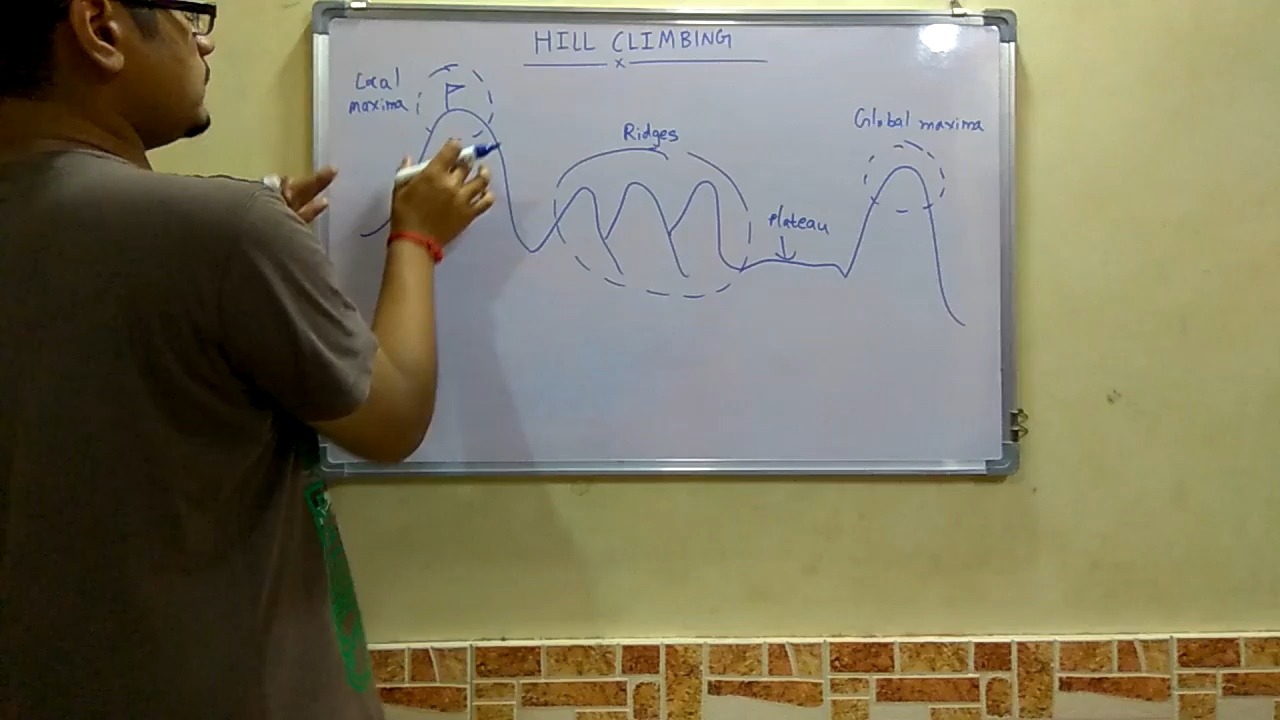 HILL CLIMBING
x
Local
maxima
Ridges
Plateau
Global maxima